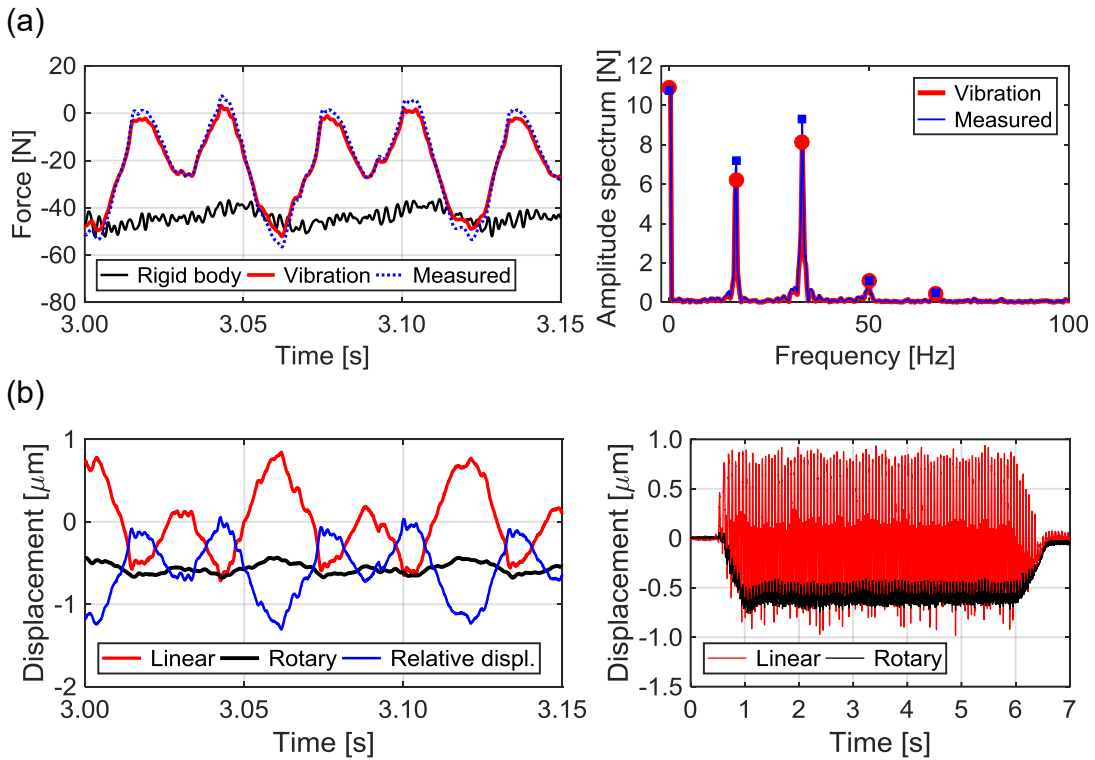 (a)
Force [N]
20
0
-20
-40
-60
-80
Rigid body Vibration Measured
3.00 3.05 3.10 3.15
Time [s]
Amplitude spectrum [N]
12
10
8
6
4
2
0
Vibration
Measured
0 50 100
Frequency [Hz]
(b)
Displacement [μm]
1
0
-1
-2
Linear Rotary Relative displ.
3.00 3.05 3.10 3.15
Time [s]
Displacement [μm]
1.0
0.5
0
-0.5
-1.0
-1.5
Linear Rotary
0 1 2 3 4 5 6 7
Time [s]